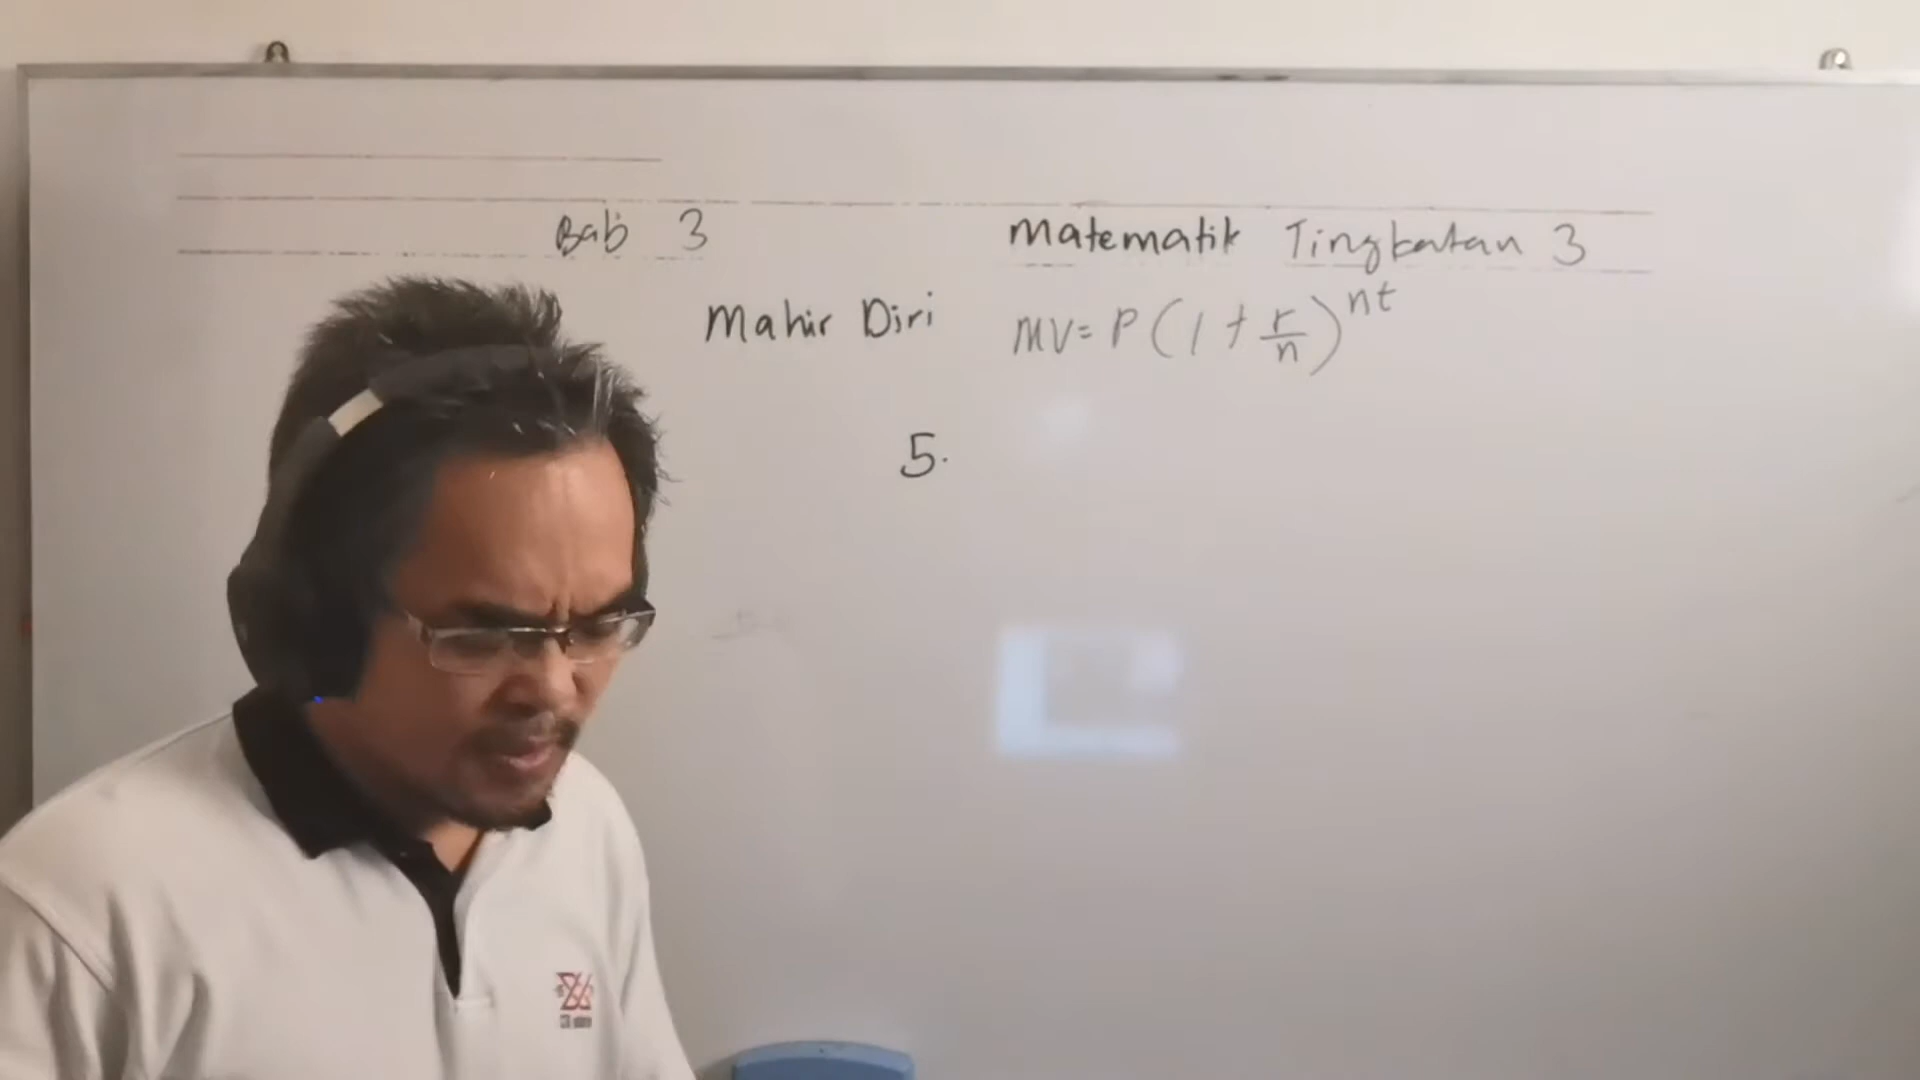 Bab 3 Matematik Tingkatan 3
Mahir Diri MV = P(1 + r/n)^nt
5.